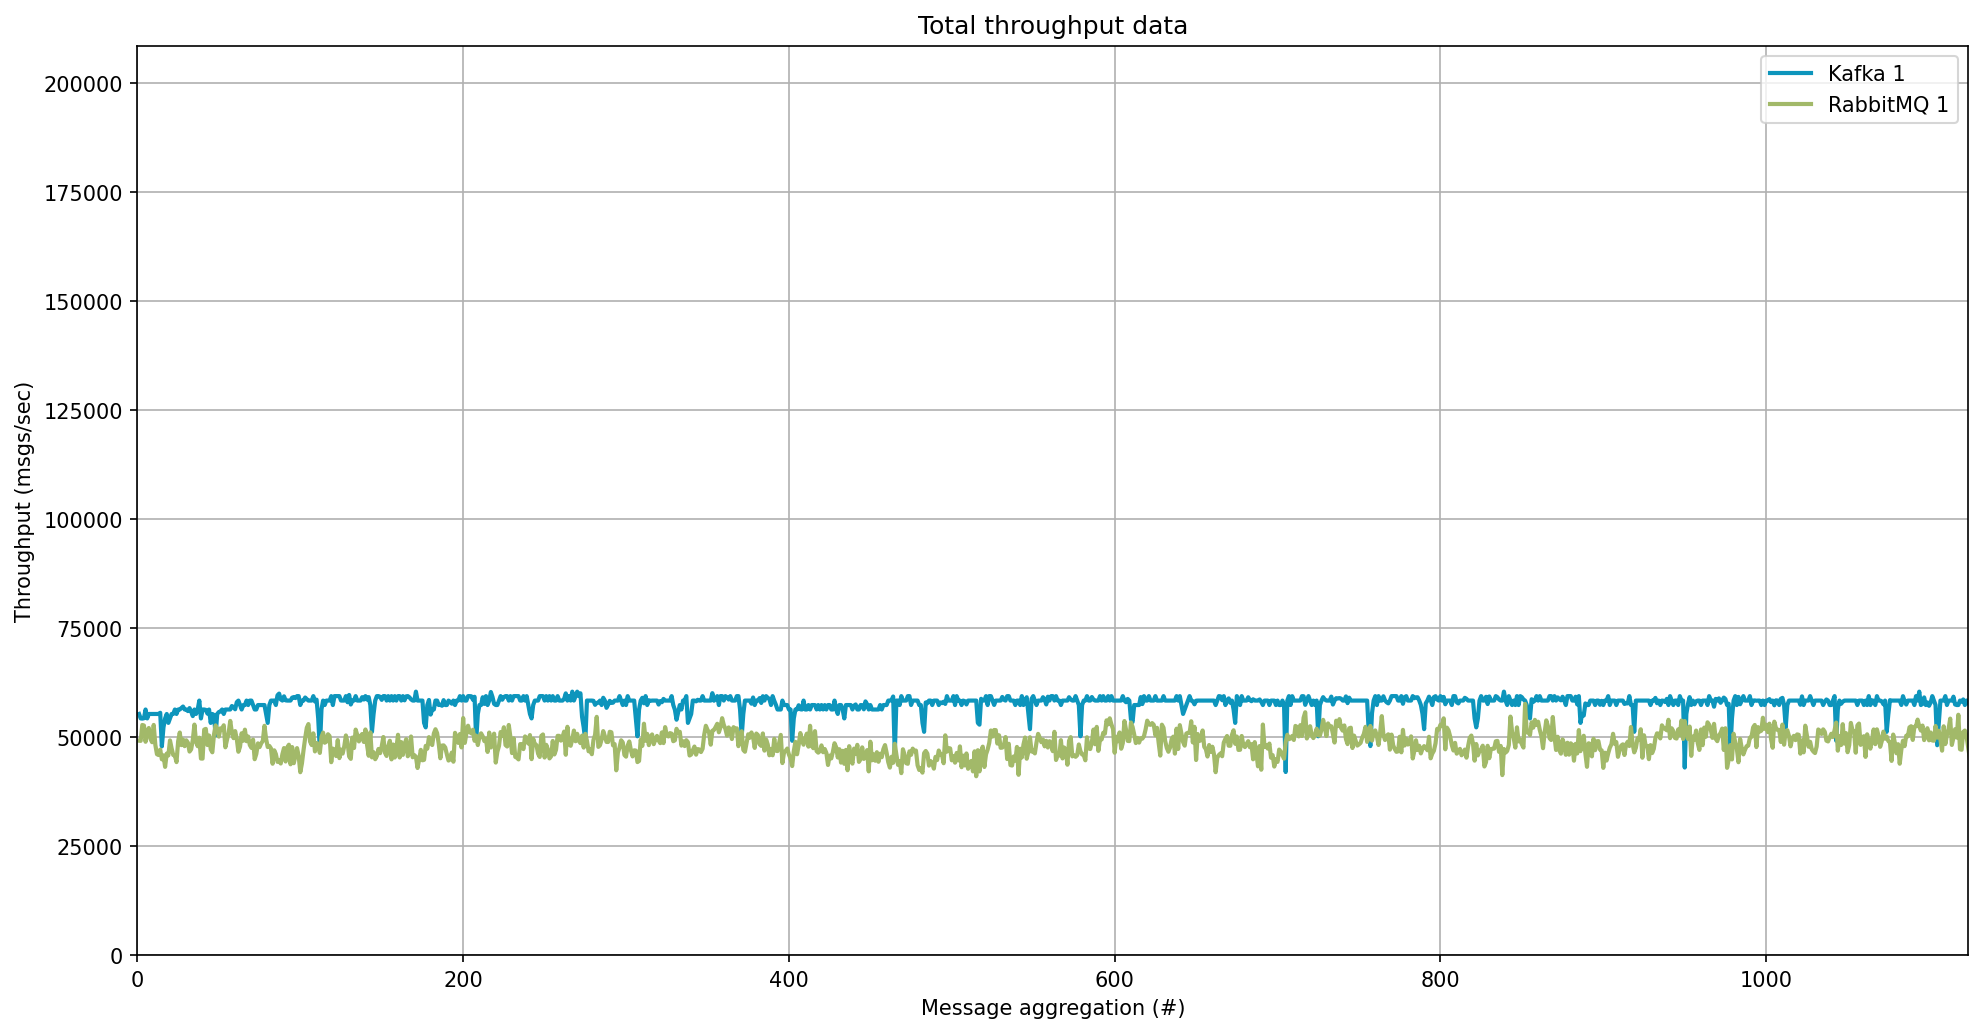 Total throughput data
Kafka 1
RabbitMQ 1
200000
175000
150000
125000
100000
75000
50000
25000
0
Throughput (msgs/sec)
0 200 400 600 800 1000
Message aggregation (#)